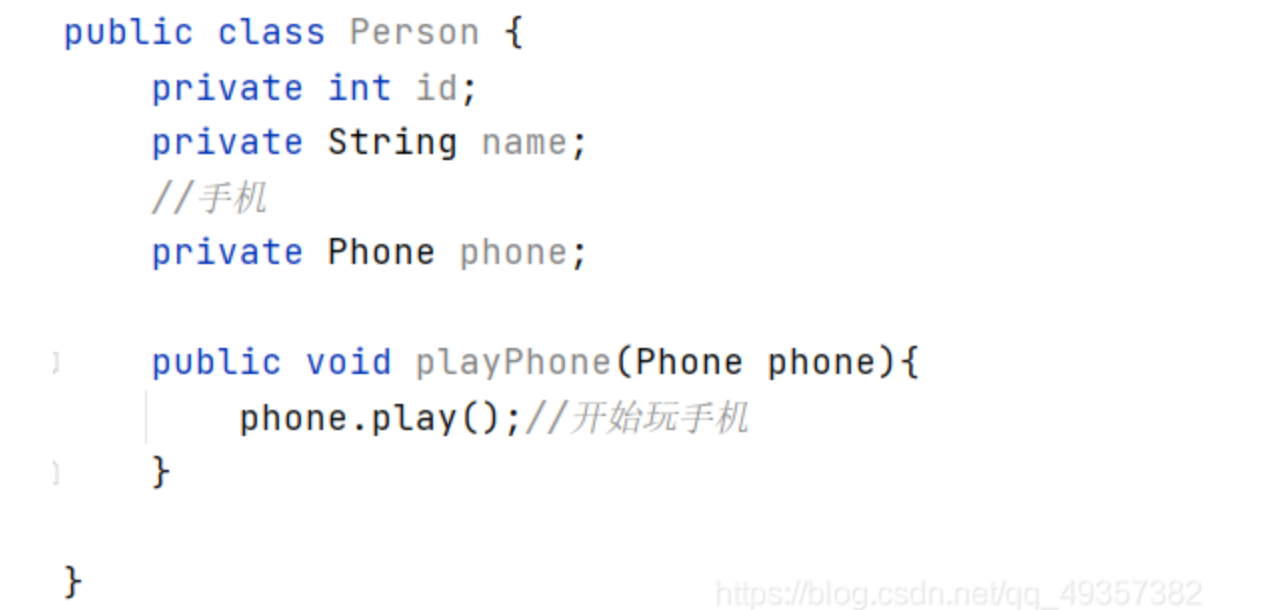 public class Person {
    private int id;
    private String name;
    //手机
    private Phone phone;
    public void playPhone(Phone phone){
        phone.play();//开始玩手机
    }
}
https://blog.csdn.net/qq_49357382